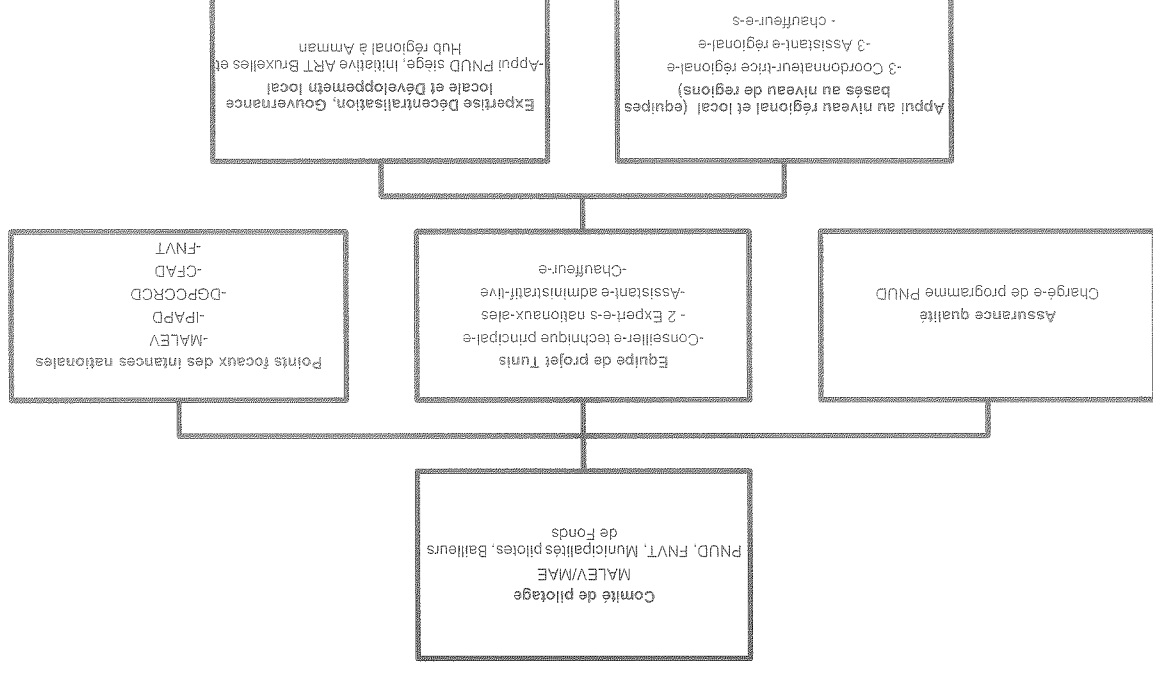 Comité de pilotage
MALEV/MAE
PNUD, FNVT, Municipalités pilotes, Bailleurs
de Fonds
Assurance qualité
Chargé-e de programme PNUD
Equipe de projet Tunis
-Conseiller-e technique principal-e
- 2 Expert-e-s nationaux-ales
-Assistant-e administratif-tive
-Chauffeur-e
Points focaux des intances nationales
-MALEV
-IPAPD
-DGPCCRCD
-CFAD
-FNVT
Appui au niveau régional et local (equipes
basés au niveau de regions)
-3 Coordonnateur-trice régional-e
-3 Assistant-e régional-e
- chauffeur-e-s
Expertise Décentralisation, Gouvernance
locale et Développemetn local
-Appui PNUD siège, Initiative ART Bruxelles et
Hub régional à Amman